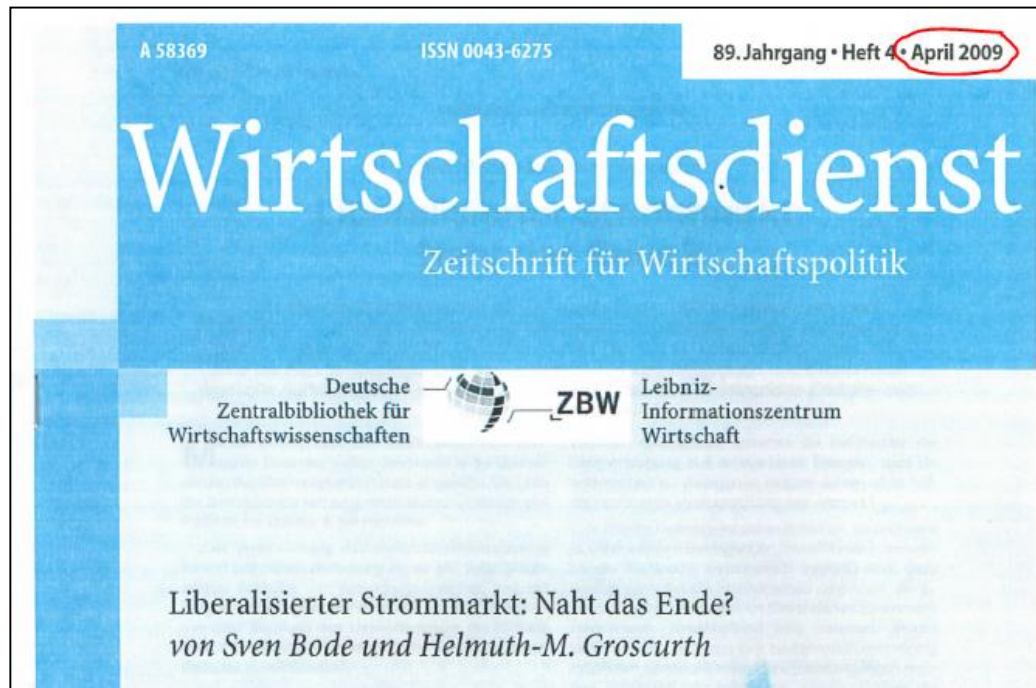 A 58369 ISSN 0043-6275 89. Jahrgang • Heft 4 • April 2009
Wirtschaftsdienst
Zeitschrift für Wirtschaftspolitik
Deutsche
Zentralbibliothek für
Wirtschaftswissenschaften
ZBW
Leibniz-
Informationszentrum
Wirtschaft
Liberalisierter Strommarkt: Naht das Ende?
von Sven Bode und Helmuth-M. Groscurth